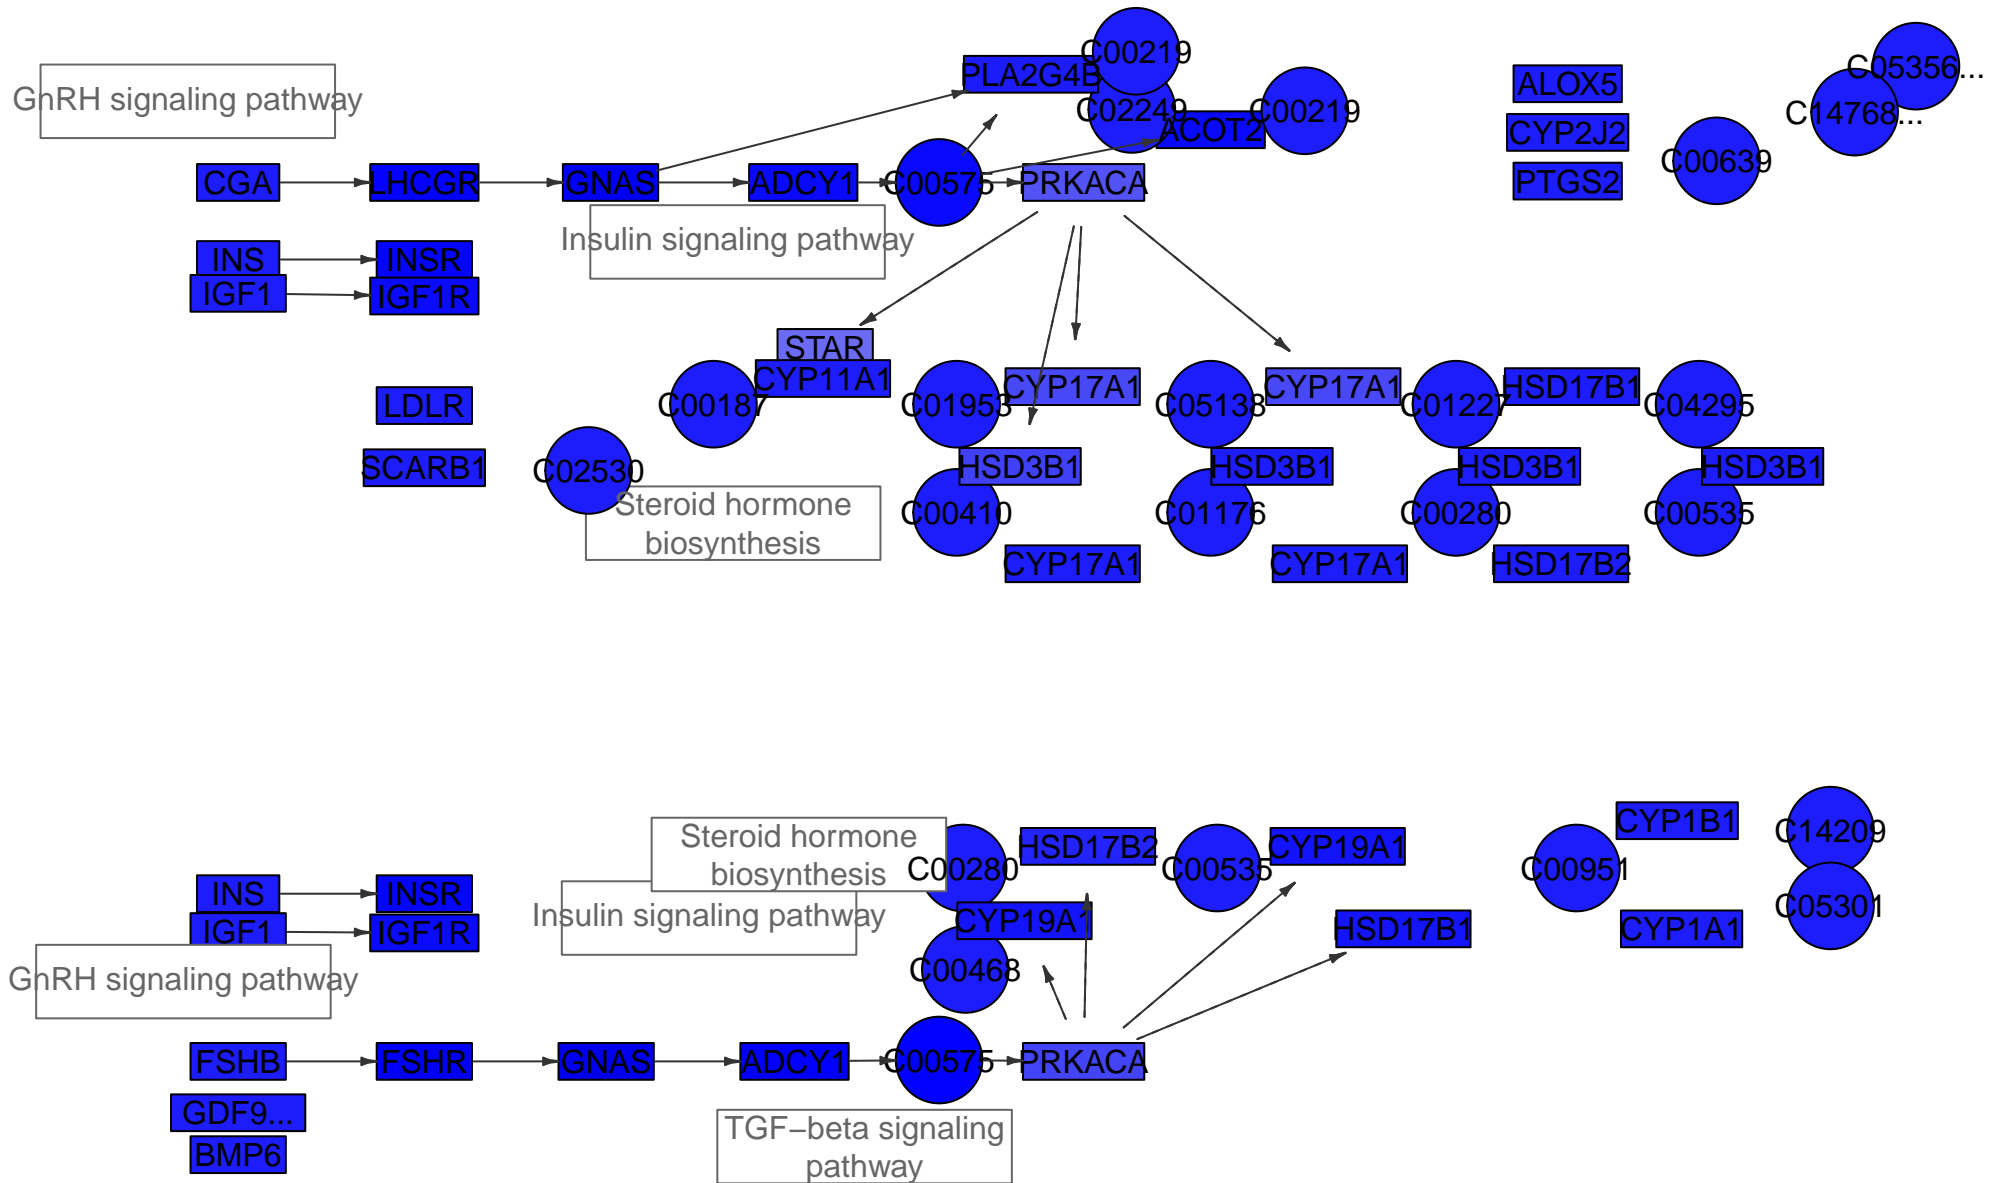 C00219
C05356...
PLA2G4B
ALOX5
GnRH signaling pathway
C02249
C00219
C14768...
ACOT2
CYP2J2
C00639
CGA
LHCGR
GNAS
ADCY1
C00575
PRKACA
PTGS2
Insulin signaling pathway
INS
INSR
IGF1
IGF1R
STAR
CYP11A1
CYP17A1
CYP17A1
HSD17B1
LDLR
C00187
C01953
C05138
C01227
C04295
SCARB1
C02530
HSD3B1
HSD3B1
HSD3B1
HSD3B1
Steroid hormone
biosynthesis
C00410
C01176
C00280
C00535
CYP17A1
CYP17A1
HSD17B2
Steroid hormone
biosynthesis
CYP1B1
C14209
C00280
HSD17B2
C00535
CYP19A1
C00951
INS
INSR
Insulin signaling pathway
CYP19A1
C05301
IGF1
IGF1R
HSD17B1
CYP1A1
GnRH signaling pathway
C00468
FSHB
FSHR
GNAS
ADCY1
C00575
PRKACA
GDF9...
TGF−beta signaling
pathway
BMP6